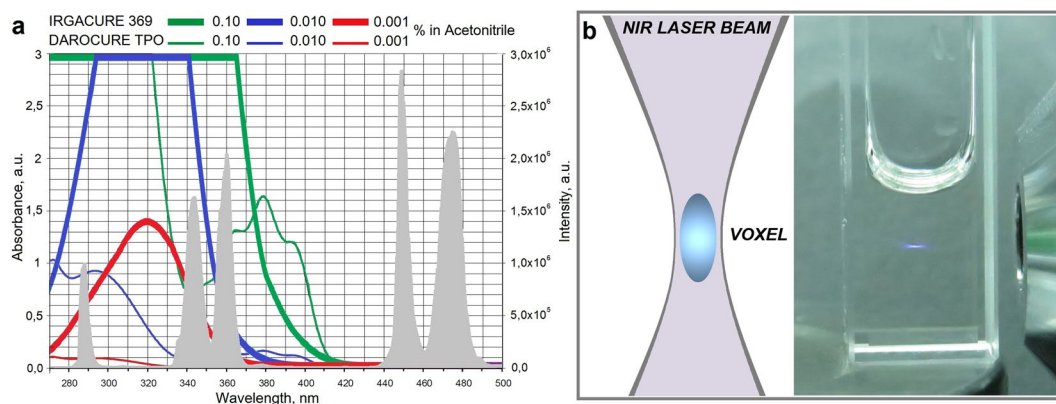 a
IRGACURE 369 0.10 0.010 0.001
DAROCURE TPO 0.10 0.010 0.001
% in Acetonitrile
3
2,5
2
1,5
1
0,5
0,0
Absorbance, a.u.
3,0x10⁶
2,5x10⁶
2,0x10⁶
1,5x10⁶
1,0x10⁶
5,0x10⁵
0,0
Intensity, a.u.
280 300 320 340 360 380 400 420 440 460 480 500
Wavelength, nm
b
NIR LASER BEAM
VOXEL